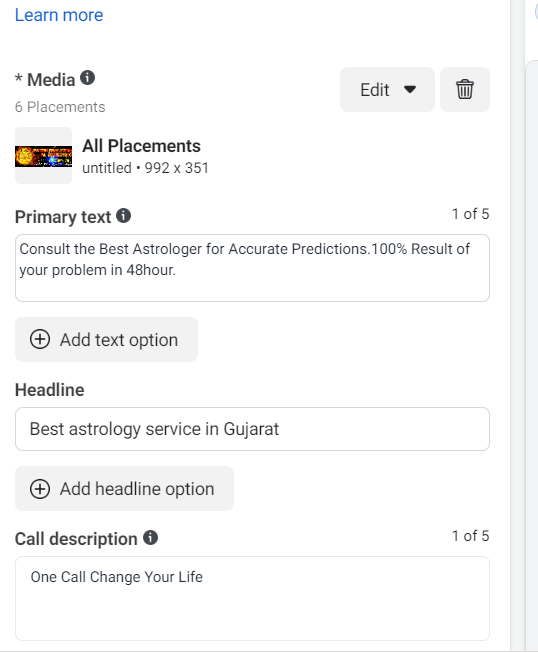 Learn more
* Media
Edit
6 Placements
All Placements
untitled • 992 x 351
Primary text
1 of 5
Consult the Best Astrologer for Accurate Predictions.100% Result of
your problem in 48hour.
Add text option
Headline
Best astrology service in Gujarat
Add headline option
Call description
1 of 5
One Call Change Your Life